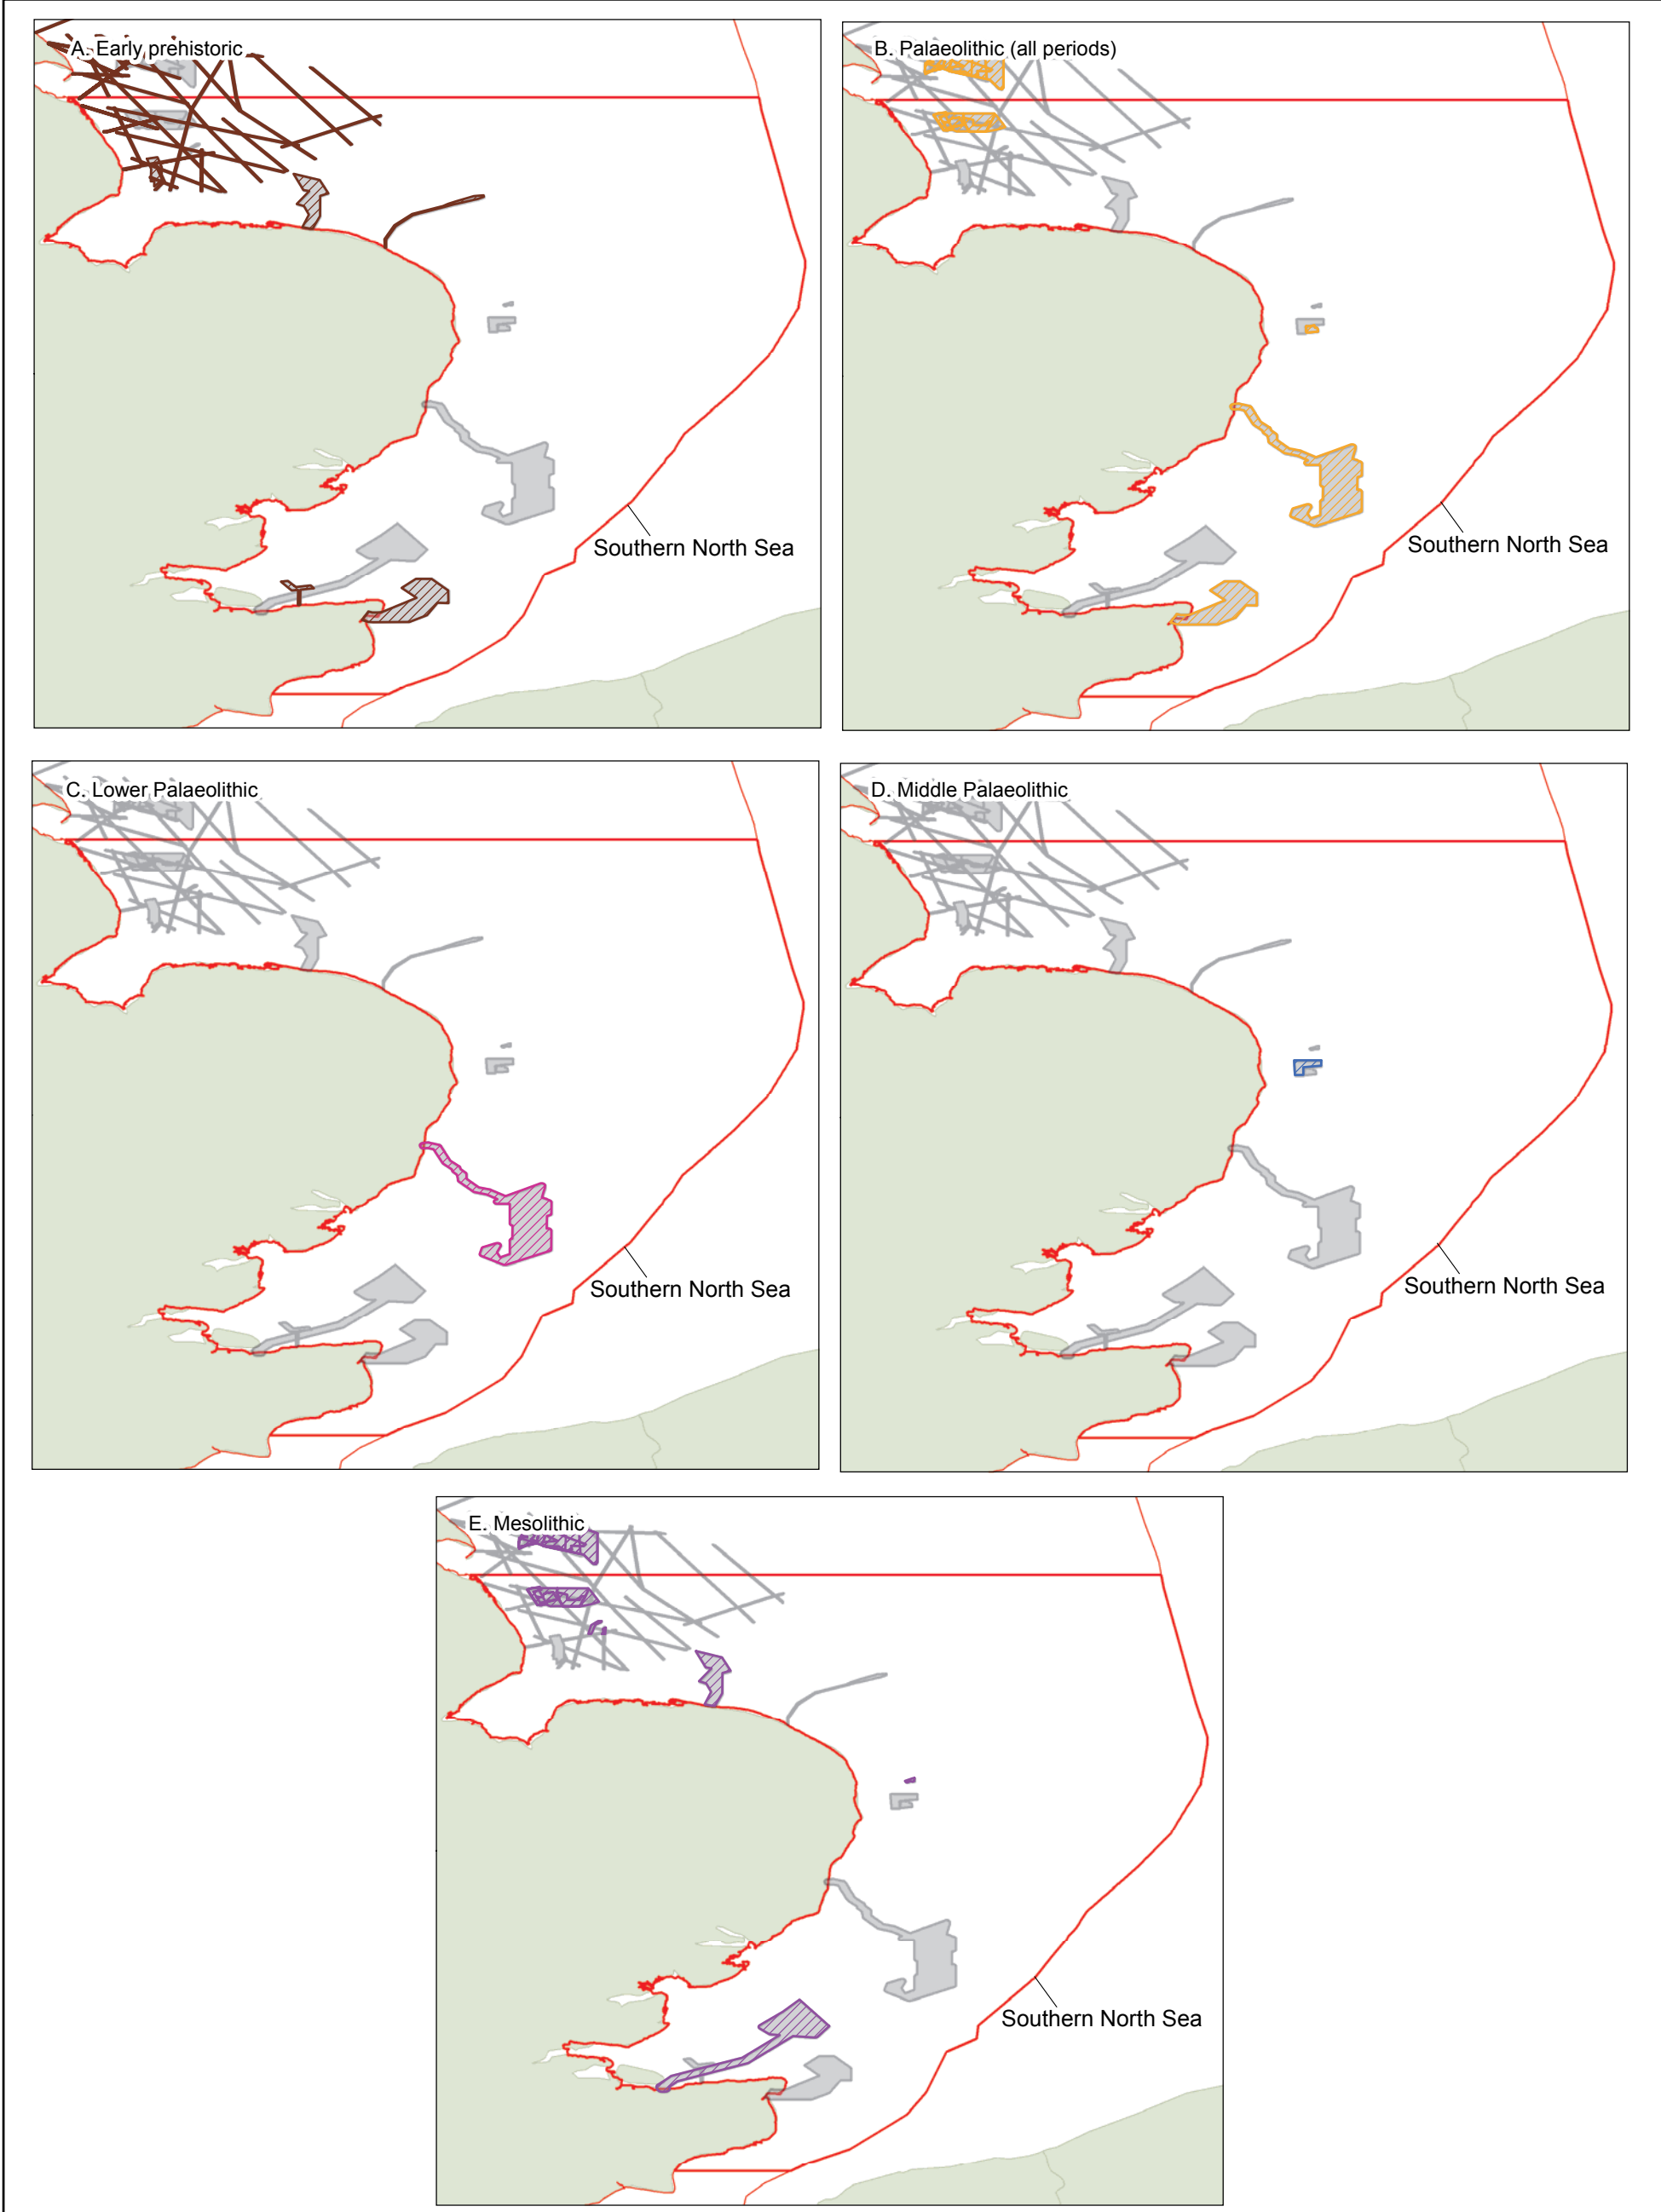 A. Early prehistoric
Southern North Sea
B. Palaeolithic (all periods)
Southern North Sea
C. Lower Palaeolithic
Southern North Sea
D. Middle Palaeolithic
Southern North Sea
E. Mesolithic
Southern North Sea